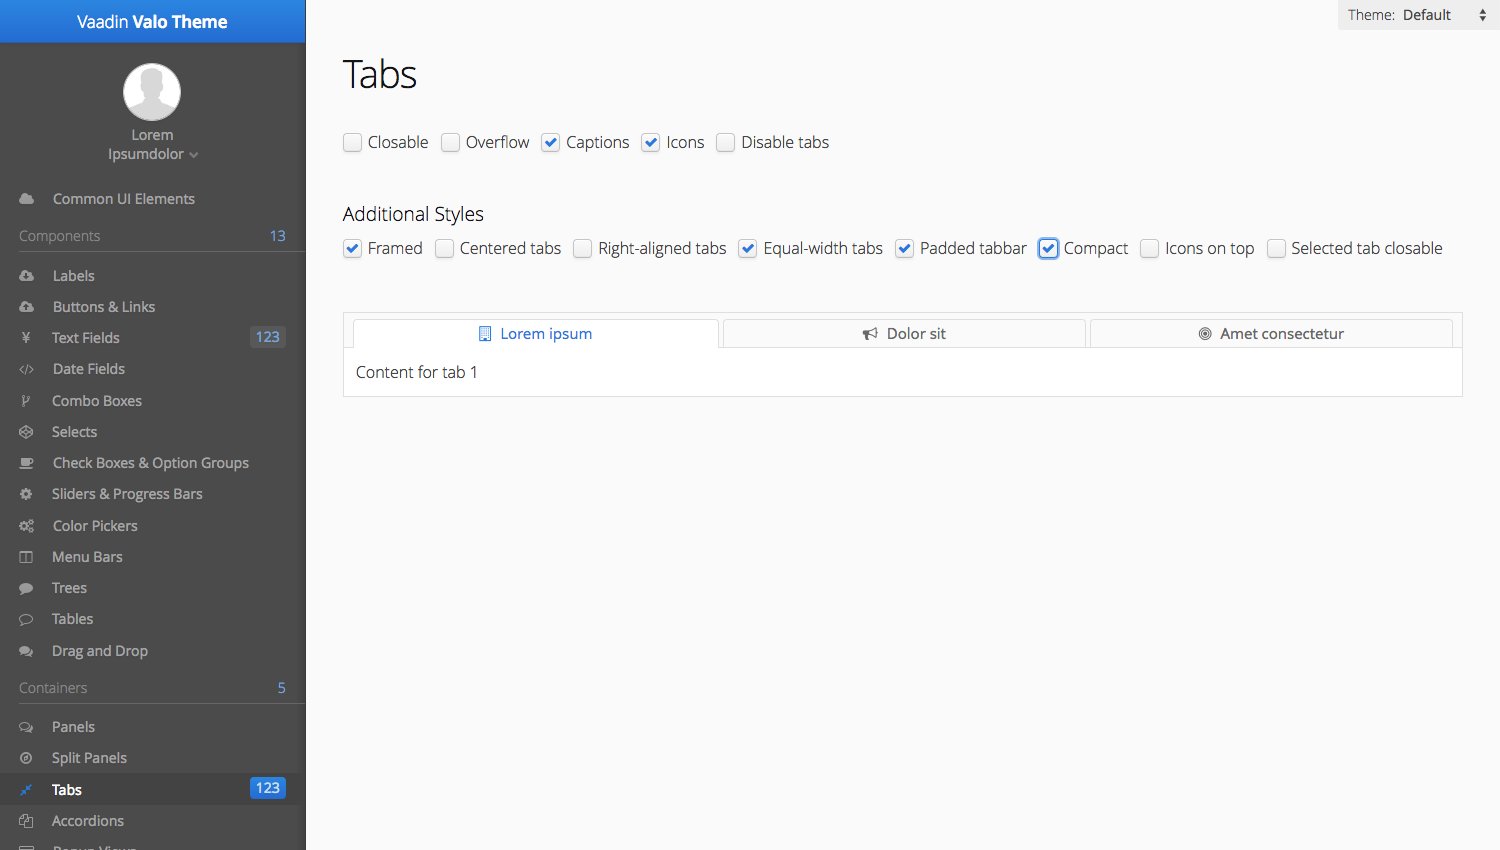 Vaadin Valo Theme
Lorem
Ipsumdolor
Common UI Elements
Components 13
Labels
Buttons & Links
Text Fields 123
Date Fields
Combo Boxes
Selects
Check Boxes & Option Groups
Sliders & Progress Bars
Color Pickers
Menu Bars
Trees
Tables
Drag and Drop
Containers 5
Panels
Split Panels
Tabs 123
Accordions
Popup Views
Theme: Default
Tabs
Closable Overflow Captions Icons Disable tabs
Additional Styles
Framed Centered tabs Right-aligned tabs Equal-width tabs Padded tabbar Compact Icons on top Selected tab closable
Lorem ipsum Dolor sit Amet consectetur
Content for tab 1